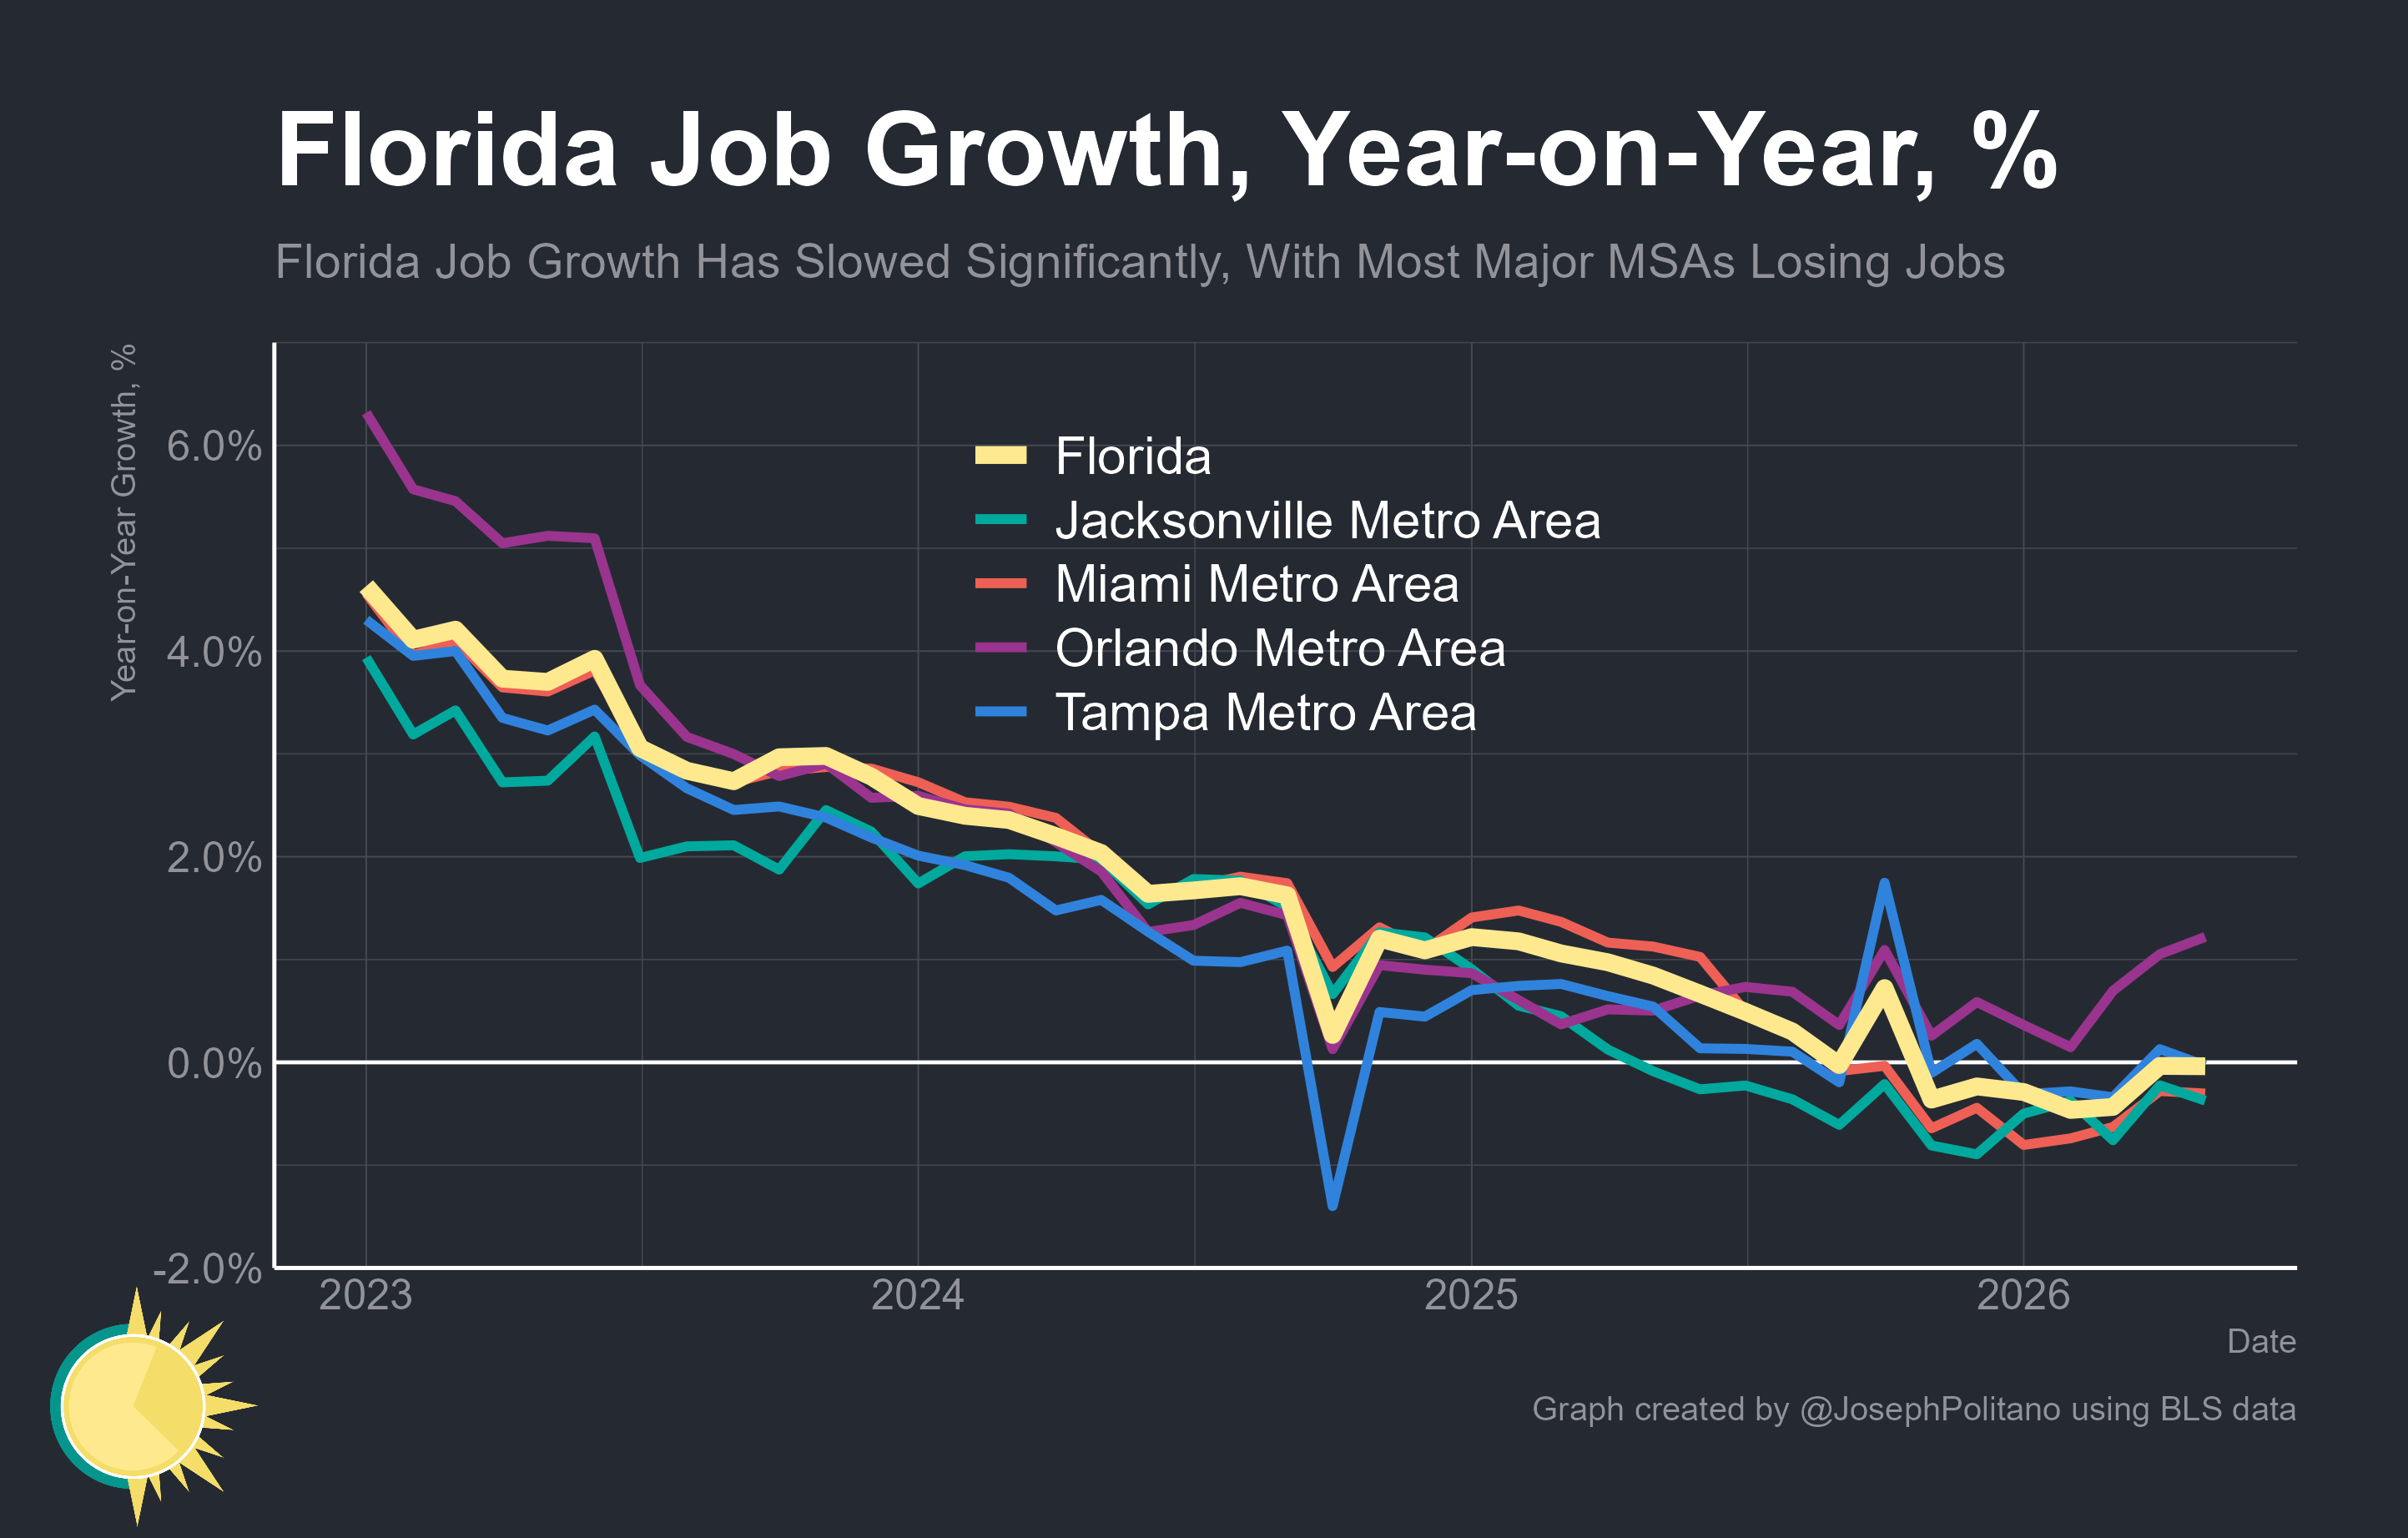 Florida Job Growth, Year-on-Year, %
Florida Job Growth Has Slowed Significantly, With Most Major MSAs Losing Jobs
Year-on-Year Growth, %
6.0%
4.0%
2.0%
0.0%
-2.0%
Florida
Jacksonville Metro Area
Miami Metro Area
Orlando Metro Area
Tampa Metro Area
2023
2024
2025
2026
Date
Graph created by @JosephPolitano using BLS data